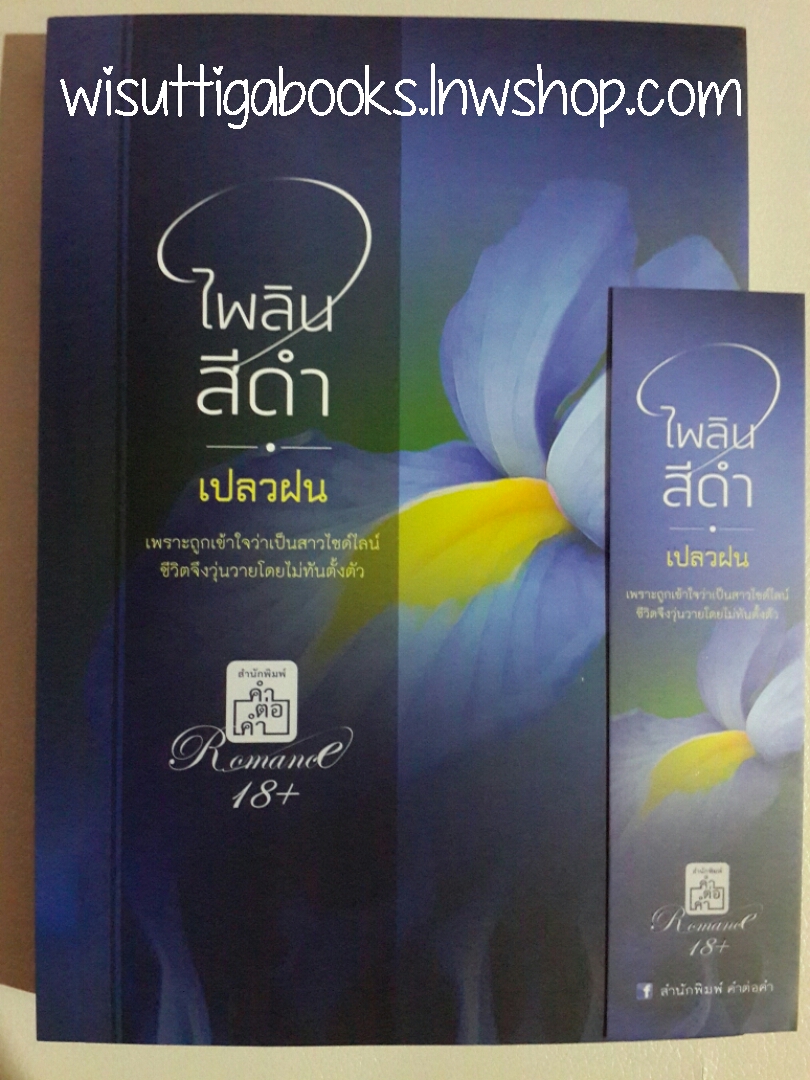 wisuttigabooks.lnwshop.com
ไพลิน
สีดำ
เปลวฝน
เพราะถูกเข้าใจว่าเป็นสาวไซด์ไลน์
ชีวิตจึงวุ่นวายโดยไม่ทันตั้งตัว
สำนักพิมพ์
คำ
ต่อ
คำ
Romance
18+
ไพลิน
สีดำ
เปลวฝน
เพราะถูกเข้าใจว่าเป็นสาวไซด์ไลน์
ชีวิตจึงวุ่นวายโดยไม่ทันตั้งตัว
สำนักพิมพ์
คำ
ต่อ
คำ
Romance
18+
f สำนักพิมพ์ คำต่อคำ